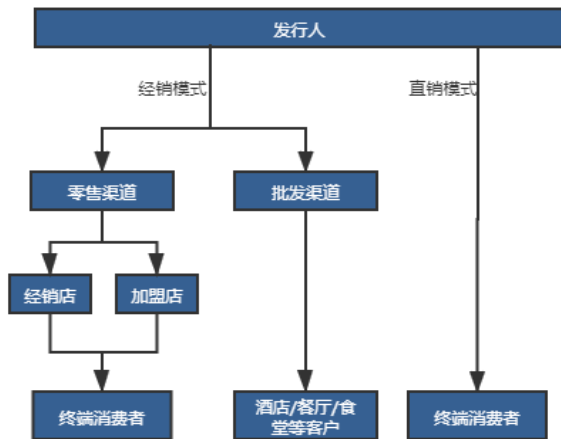 发行人
经销模式
直销模式
零售渠道
批发渠道
经销店
加盟店
终端消费者
酒店/餐厅/食
堂等客户
终端消费者